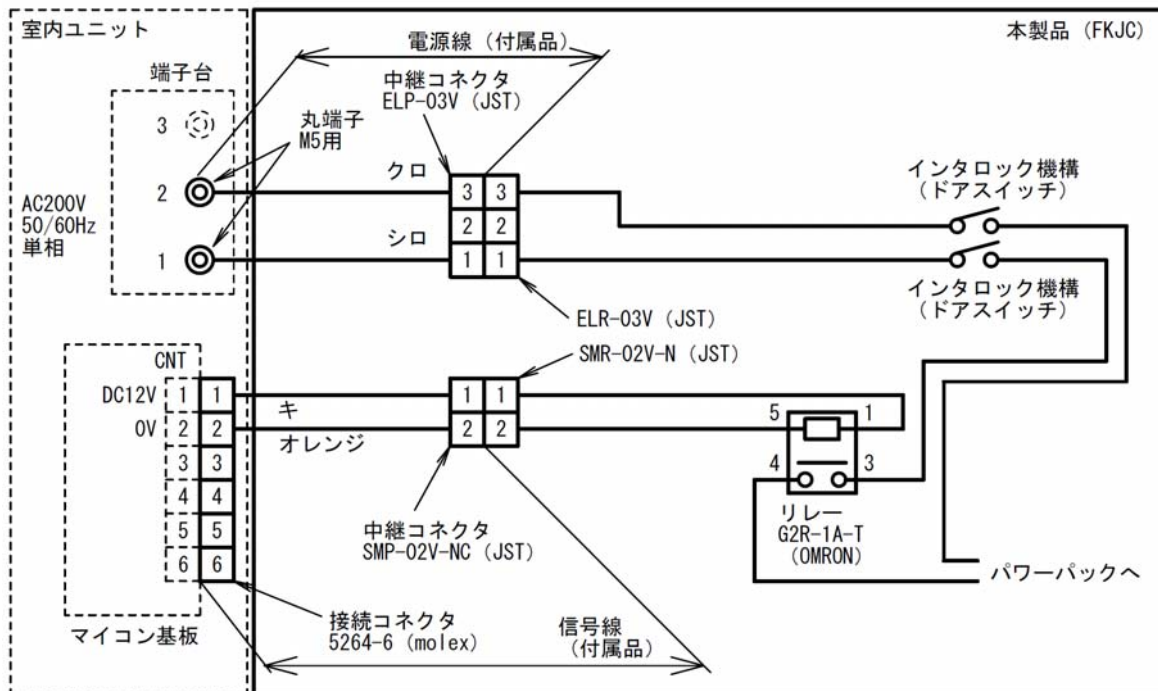 室内ユニット
本製品 (FKJC)
電源線 (付属品)
端子台
中継コネクタ
ELP-03V (JST)
丸端子
M5用
3
2
1
AC200V
50/60Hz
単相
クロ
シロ
3 3
2 2
1 1
インタロック機構
(ドアスイッチ)
インタロック機構
(ドアスイッチ)
ELR-03V (JST)
SMR-02V-N (JST)
CNT
DC12V
0V
1 1
2 2
3 3
4 4
5 5
6 6
キ
オレンジ
1 1
2 2
5
1
4
3
リレー
G2R-1A-T
(OMRON)
中継コネクタ
SMP-02V-NC (JST)
パワーパックへ
接続コネクタ
5264-6 (molex)
信号線
(付属品)
マイコン基板